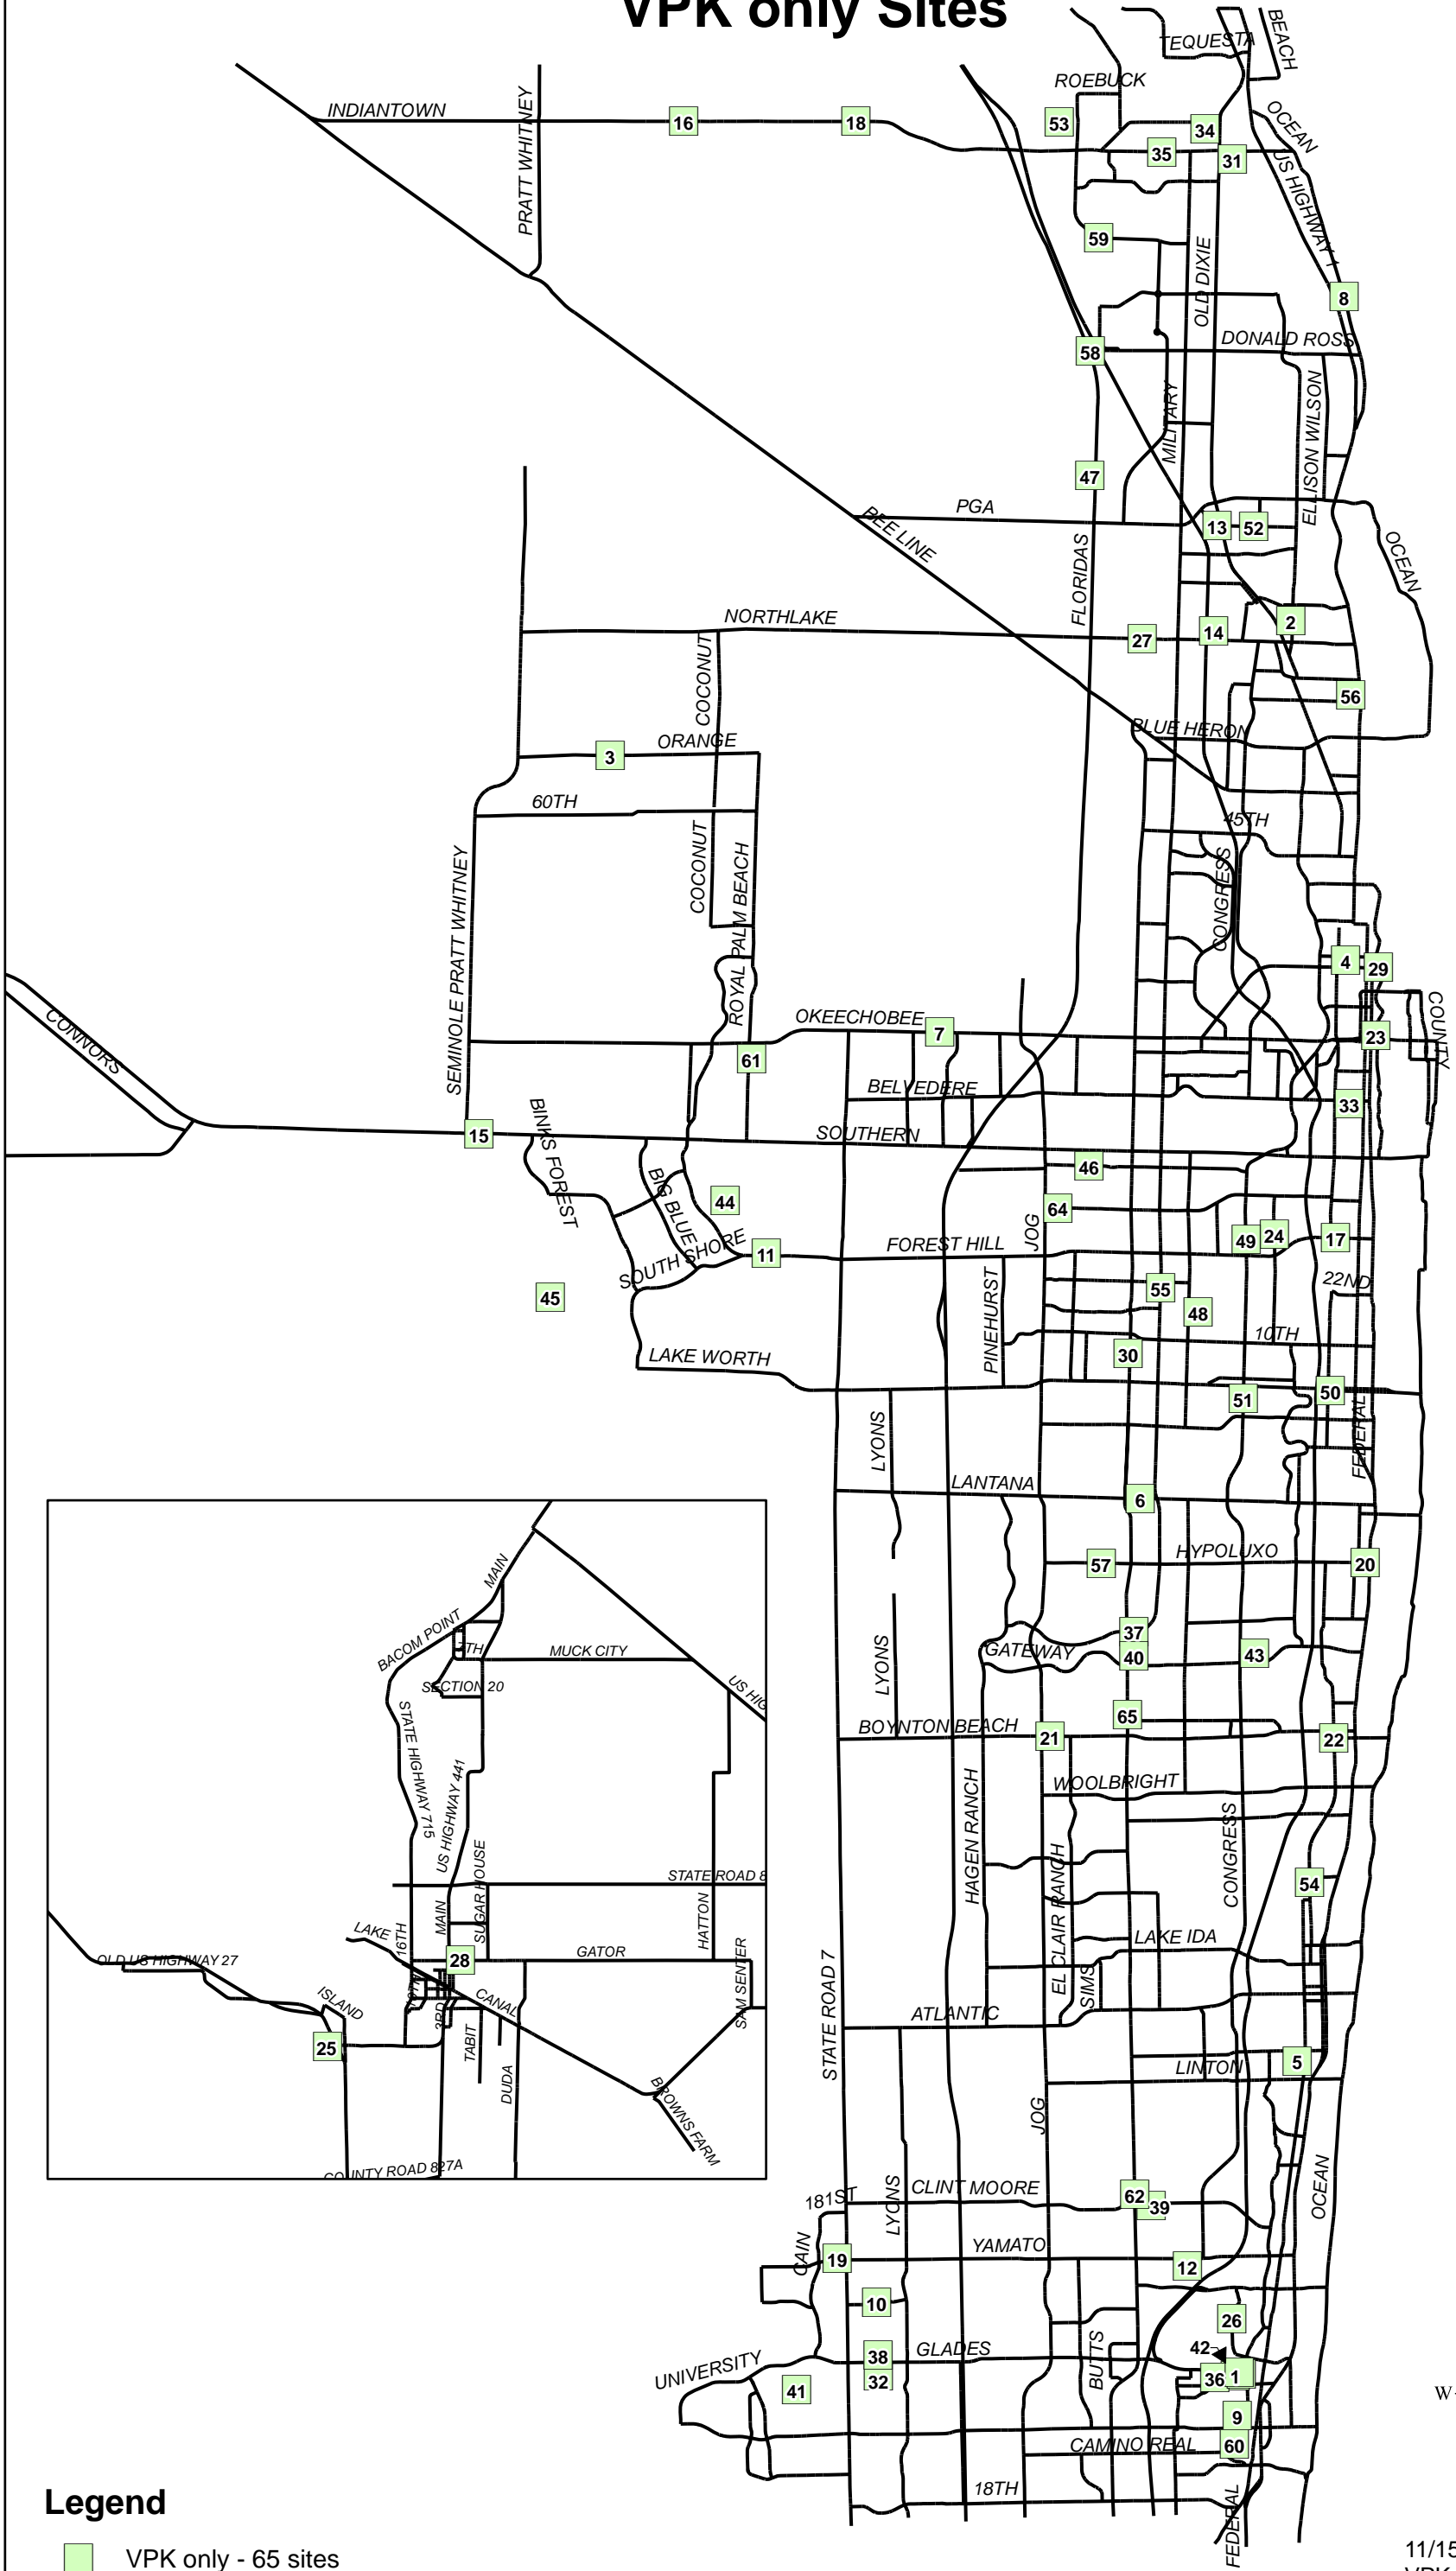 VPK only Sites
BEACH
TEQUESTA
ROEBUCK
INDIANTOWN
PRATT WHITNEY
16
18
53
34
OCEAN
35
31
US HIGHWAY 1
59
OLD DIXIE
8
58
DONALD ROSS
MILITARY
ELLISON WILSON
47
PGA
BEE LINE
13
52
FLORIDAS
OCEAN
NORTHLAKE
2
27
14
COCONUT
56
BLUE HERON
ORANGE
3
60TH
45TH
COCONUT
ROYAL PALM BEACH
SEMINOLE PRATT WHITNEY
CONGRESS
4
29
CONNORS
OKEECHOBEE
7
23
COUNTY
61
BELVEDERE
33
15
BINKS FOREST
SOUTHERN
46
BIG BLUE
44
64
JOG
49
24
17
FOREST HILL
SOUTH SHORE
11
45
PINEHURST
55
22ND
48
10TH
LAKE WORTH
30
50
51
LYONS
FEDERAL
LANTANA
6
HYPOLUXO
57
20
MAIN
BACOM POINT
7TH
MUCK CITY
SECTION 20
US HIG
STATE HIGHWAY 715
US HIGHWAY 441
SUGAR HOUSE
STATE ROAD 8
MAIN
HATTON
LAKE
16TH
28
GATOR
OLD US HIGHWAY 27
SAM SENTER
ISLAND
CANAL
3RD
25
TABIT
DUDA
BROWNS FARM
COUNTY ROAD 827A
37
GATEWAY
40
43
LYONS
65
BOYNTON BEACH
21
22
WOOLBRIGHT
HAGEN RANCH
CONGRESS
EL CLAIR RANCH
54
LAKE IDA
STATE ROAD 7
SIMS
ATLANTIC
LINTON
5
JOG
OCEAN
181ST
LYONS
CLINT MOORE
62
39
CAIN
19
YAMATO
12
10
26
BUTTS
42
38
GLADES
UNIVERSITY
32
36
1
41
W
9
CAMINO REAL
60
18TH
FEDERAL
Legend
VPK only - 65 sites
11/15